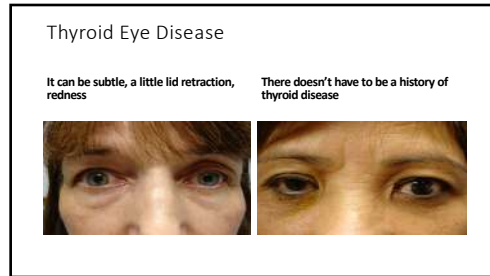 Thyroid Eye Disease
It can be subtle, a little lid retraction,
redness
There doesn't have to be a history of
thyroid disease